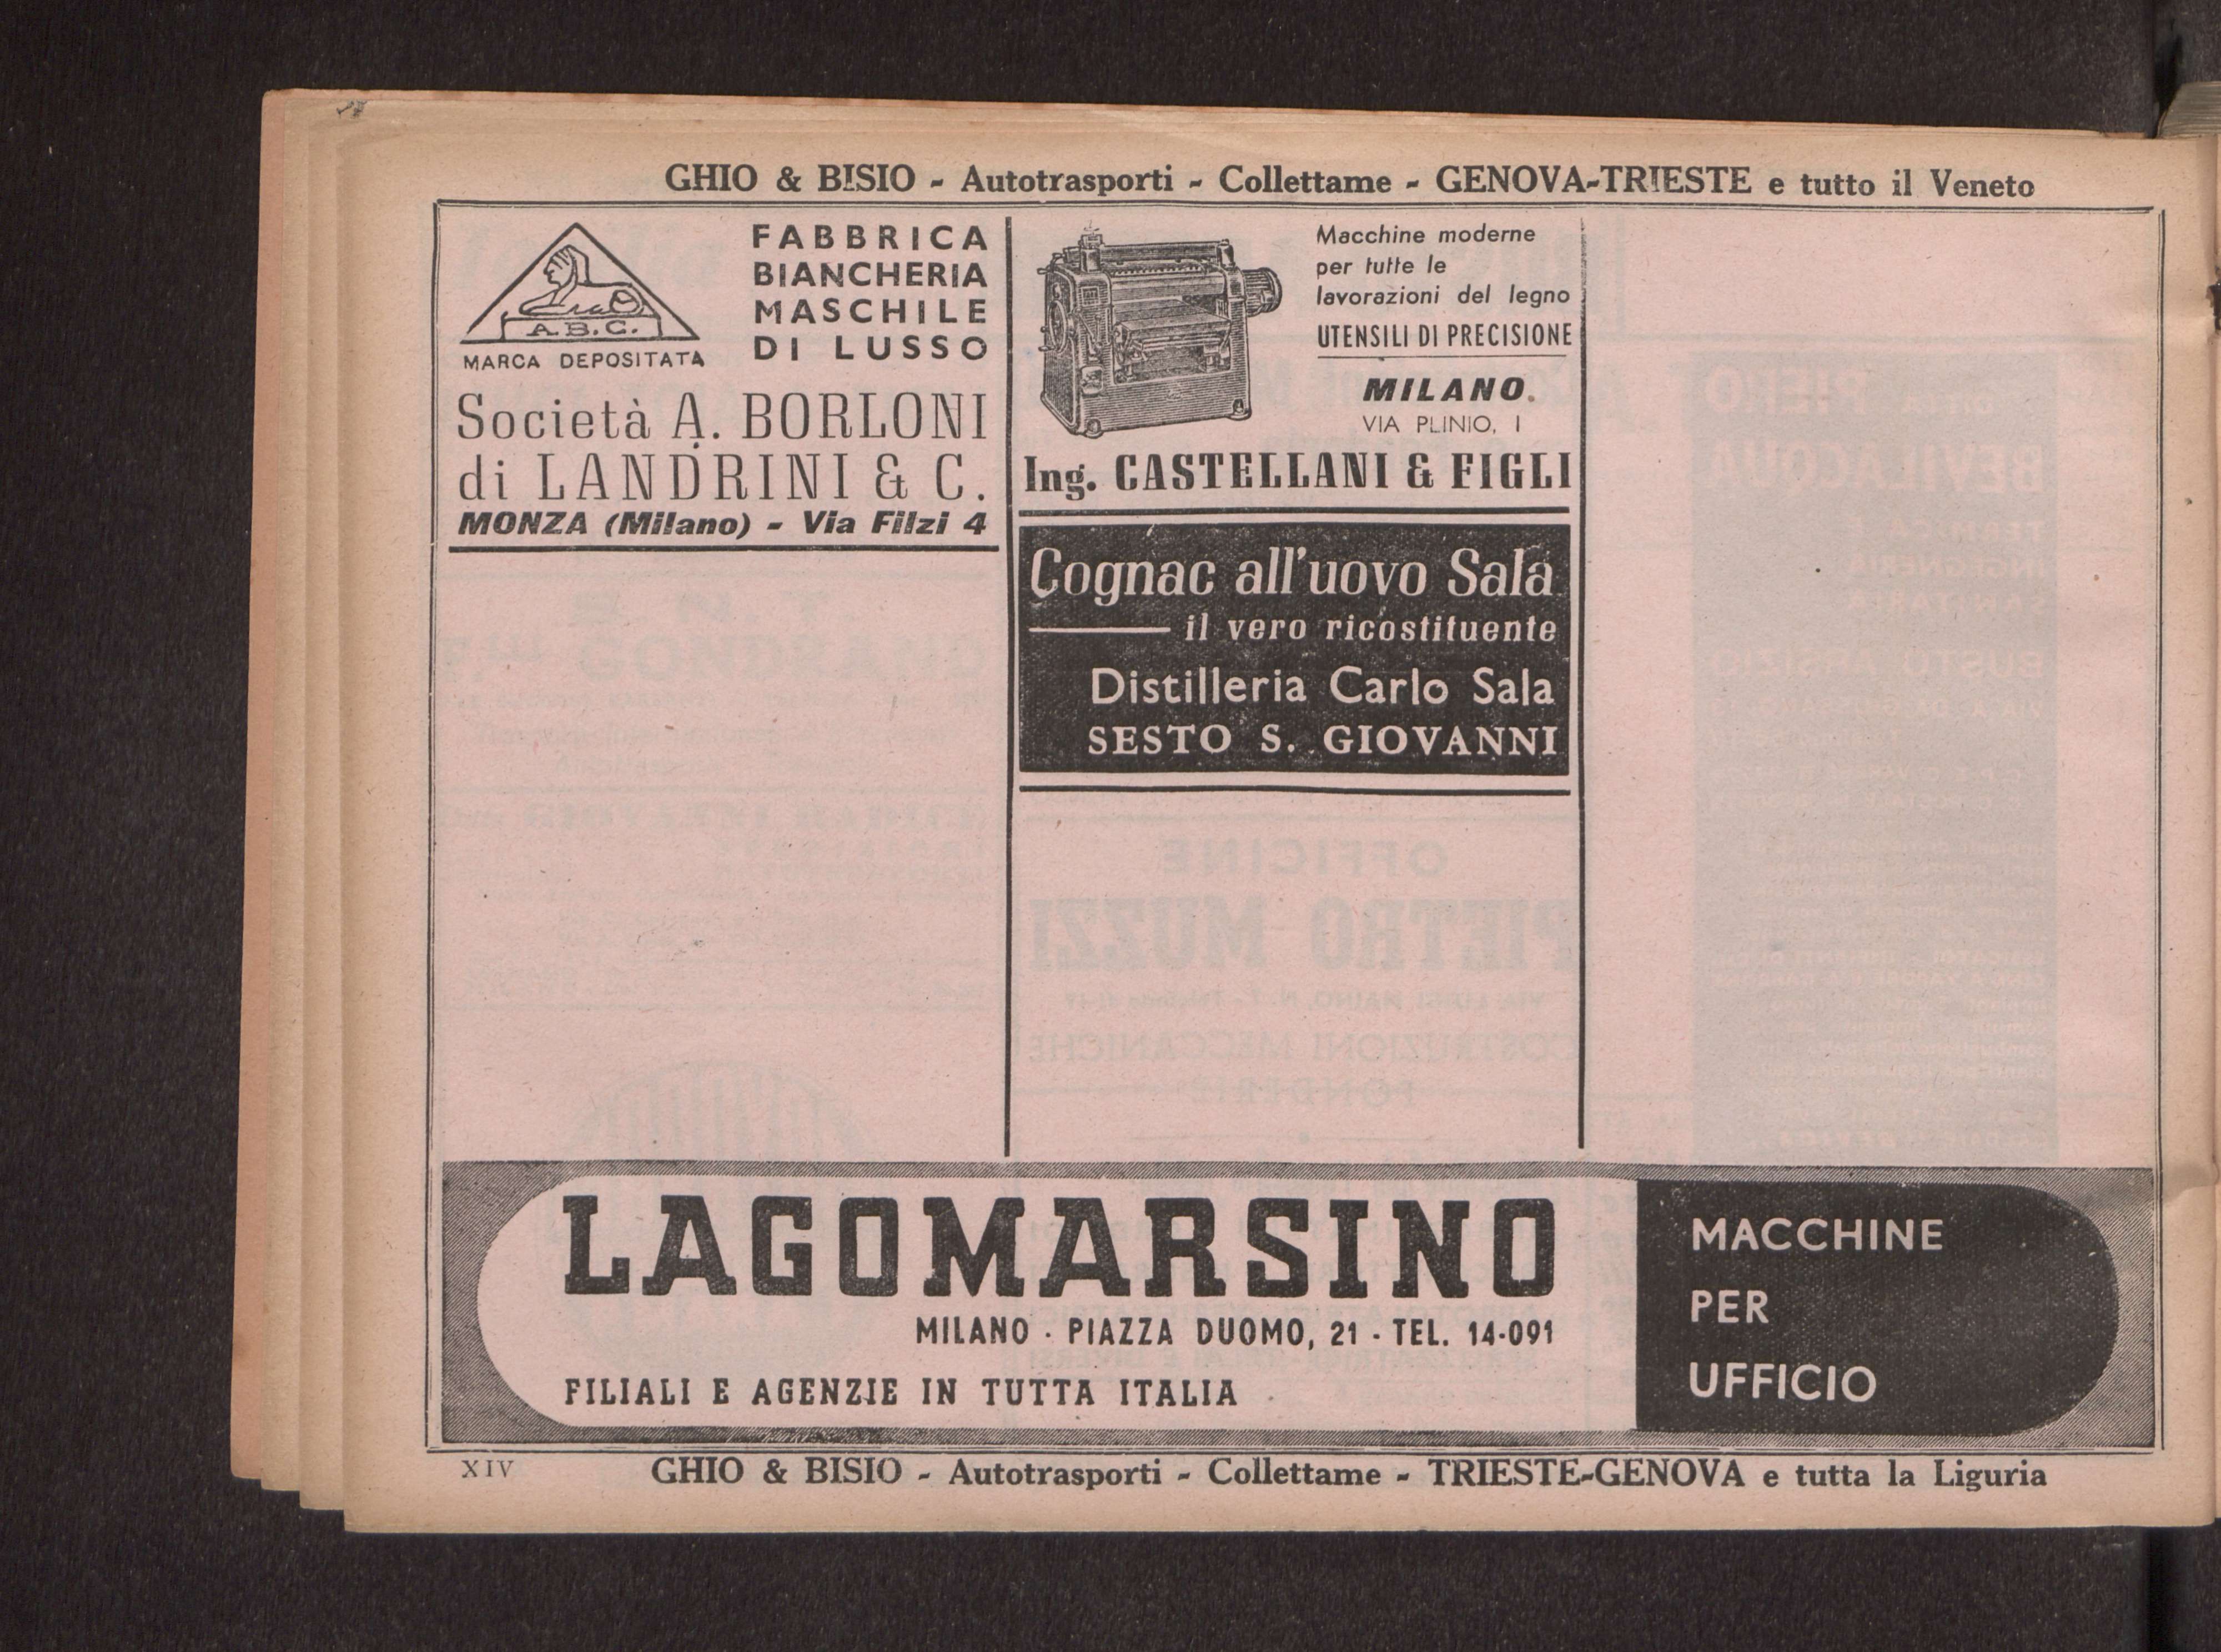 GHIO & BISIO - Autotrasporti - Collettame - GENOVA-TRIESTE e tutto il Veneto
A.B.C.
MARCA DEPOSITATA
FABBRICA
BIANCHERIA
MASCHILE
DI LUSSO
Società A. BORLONI
di LANDRINI & C.
MONZA (Milano) - Via Filzi 4
Macchine moderne
per tutte le
lavorazioni del legno
UTENSILI DI PRECISIONE
MILANO.
VIA PLINIO, 1
Ing. CASTELLANI & FIGLI
Cognac all'uovo Sala
il vero ricostituente
Distilleria Carlo Sala
SESTO S. GIOVANNI
LAGOMARSINO
MILANO · PIAZZA DUOMO, 21 · TEL. 14-091
FILIALI E AGENZIE IN TUTTA ITALIA
MACCHINE
PER
UFFICIO
XIV
GHIO & BISIO - Autotrasporti - Collettame - TRIESTE-GENOVA e tutta la Liguria